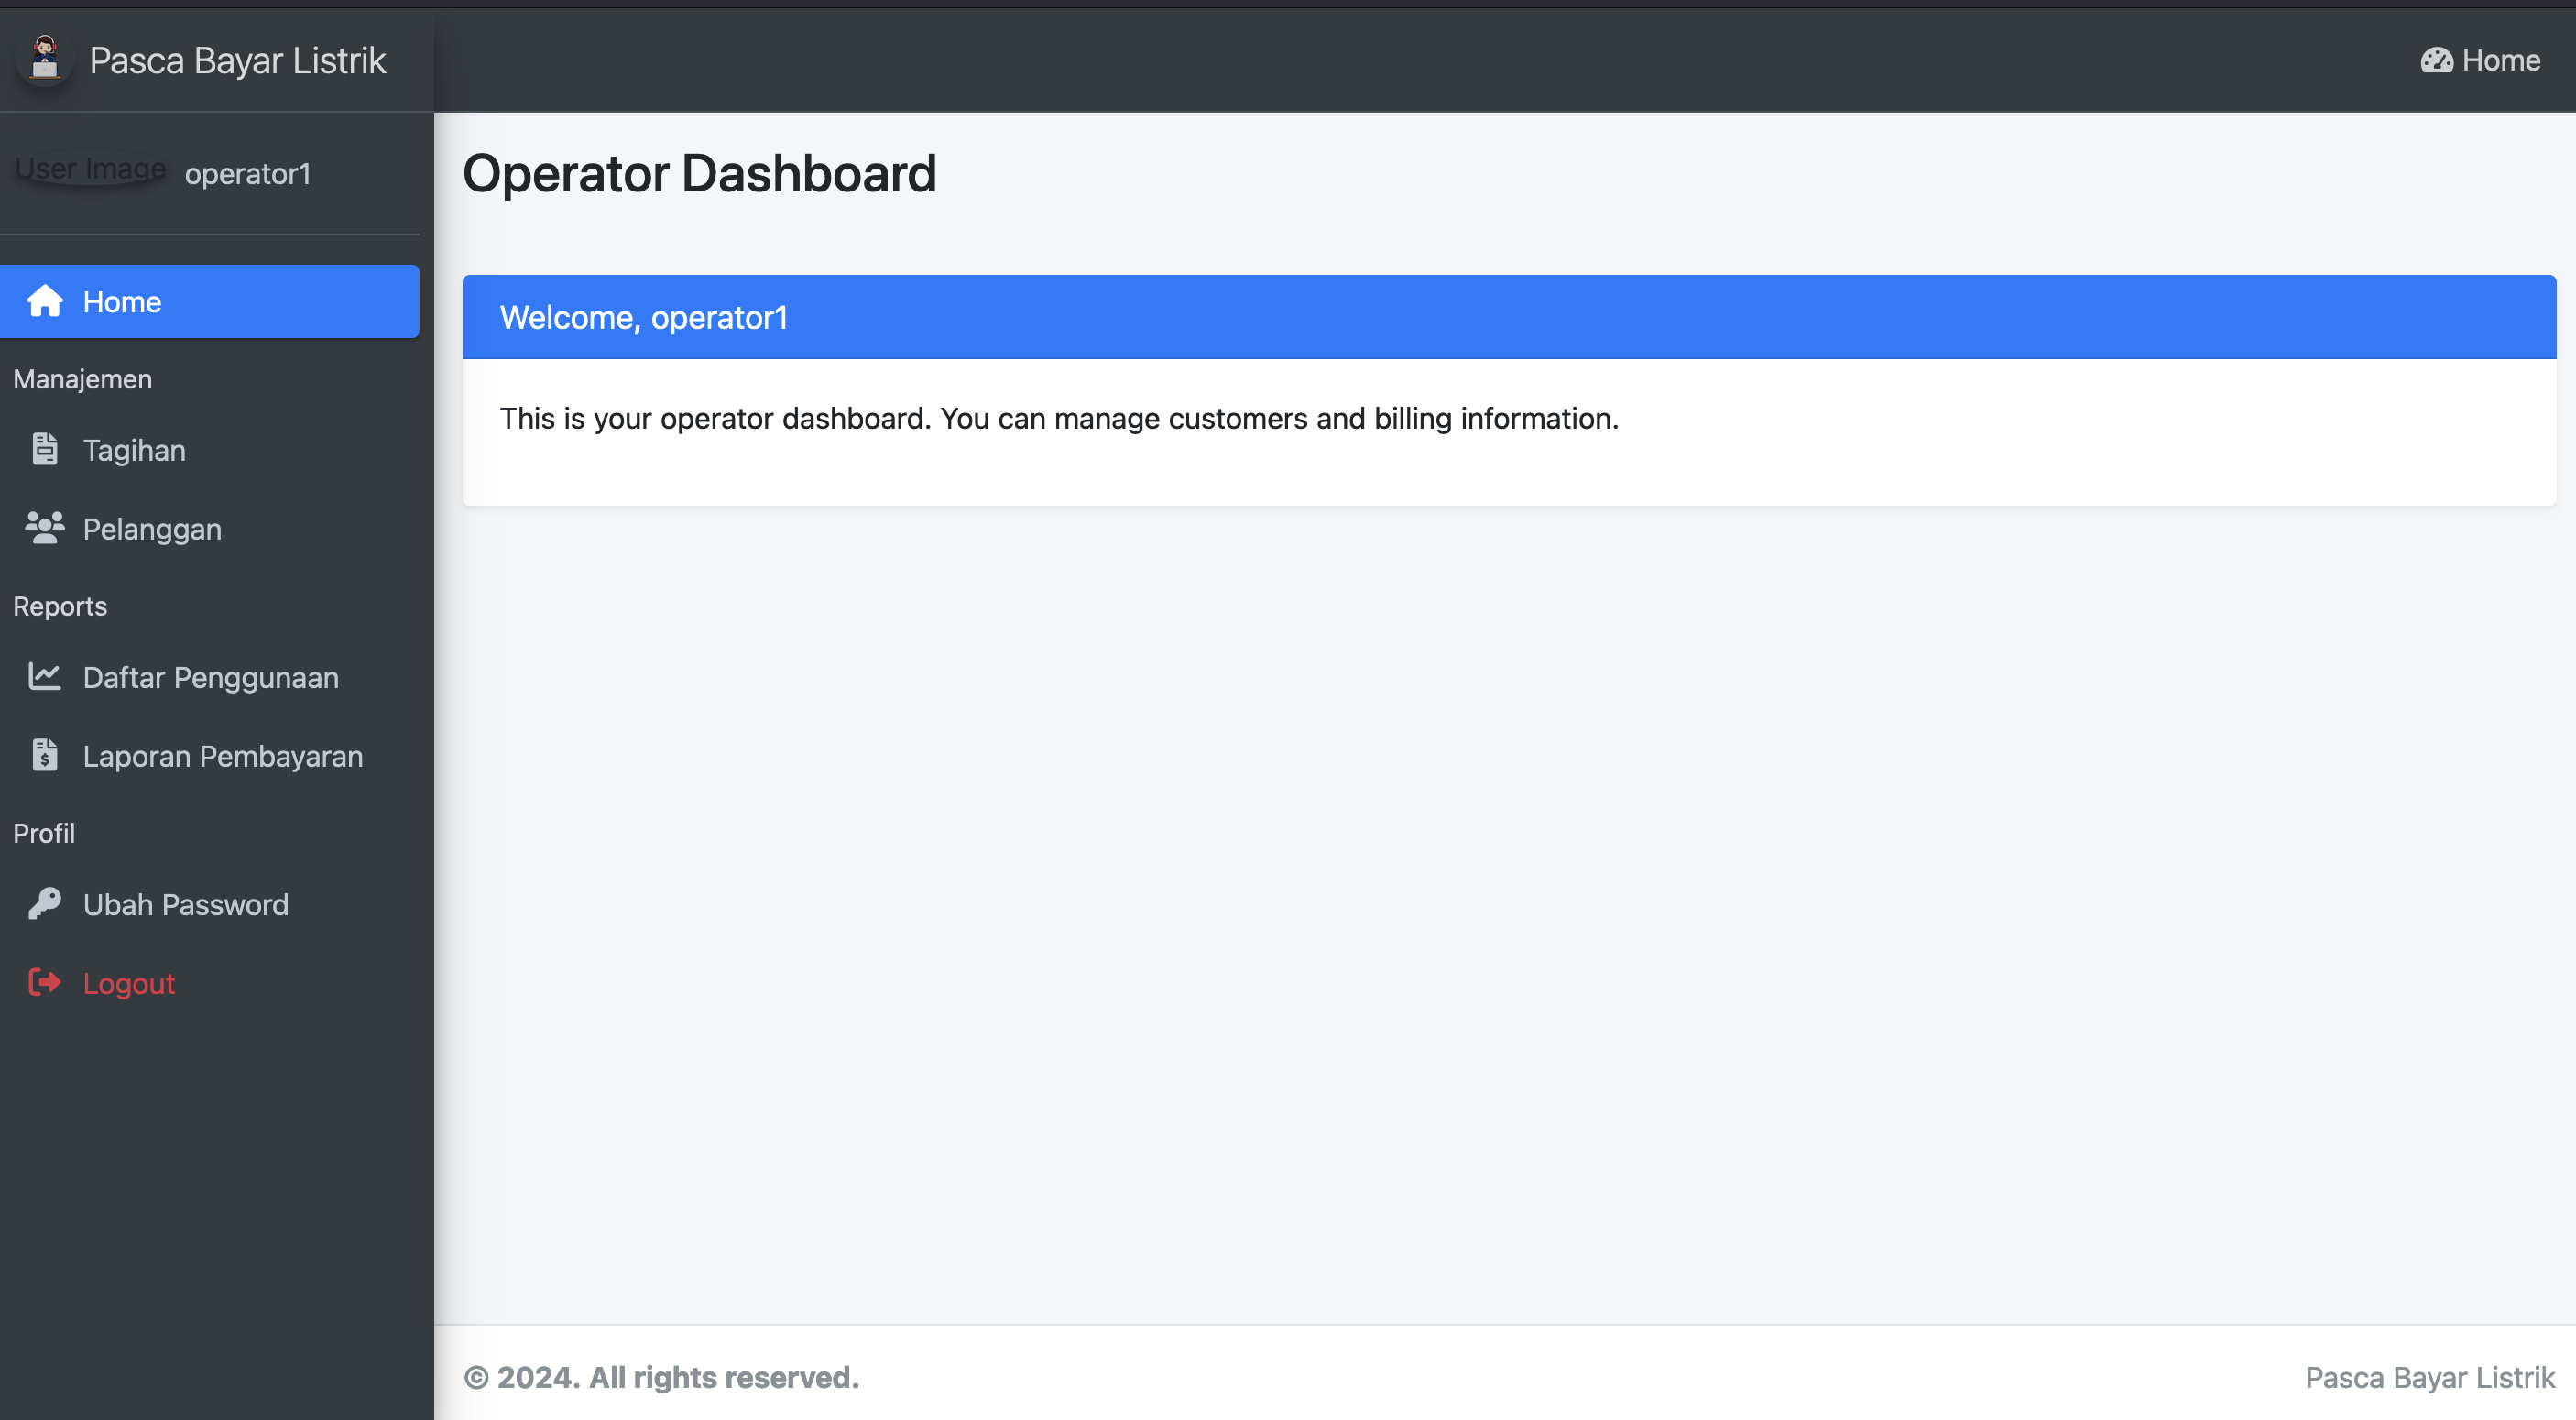 Pasca Bayar Listrik
Home
User Image
operator1
Home
Manajemen
Tagihan
Pelanggan
Reports
Daftar Penggunaan
Laporan Pembayaran
Profil
Ubah Password
Logout
Operator Dashboard
Welcome, operator1
This is your operator dashboard. You can manage customers and billing information.
© 2024. All rights reserved.
Pasca Bayar Listrik